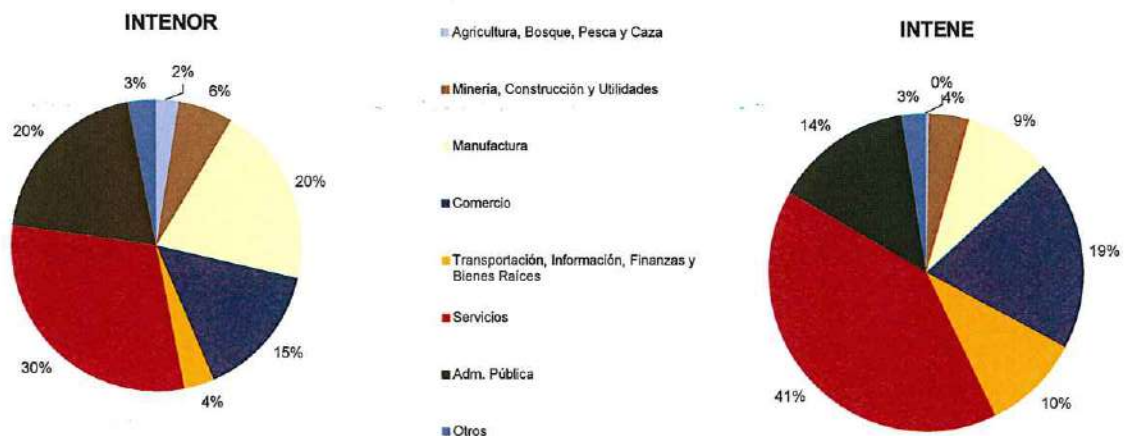 INTENOR
2%
6%
20%
15%
4%
30%
20%
3%
Agricultura, Bosque, Pesca y Caza
Minería, Construcción y Utilidades
Manufactura
Comercio
Transportación, Información, Finanzas y
Bienes Raíces
Servicios
Adm. Pública
Otros
INTENE
0%
4%
9%
19%
10%
41%
14%
3%